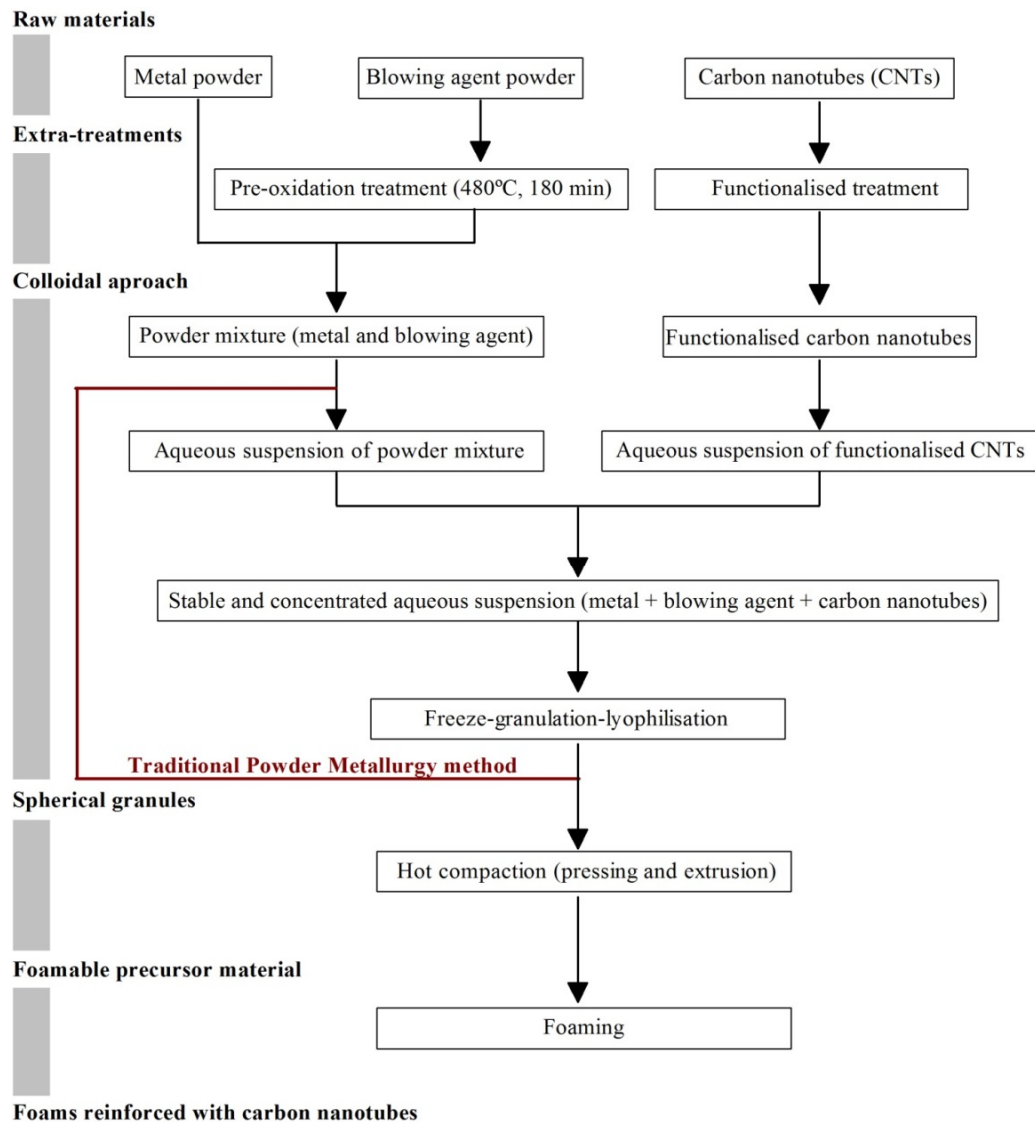 Raw materials
Metal powder
Blowing agent powder
Carbon nanotubes (CNTs)
Extra-treatments
Pre-oxidation treatment (480ºC, 180 min)
Functionalised treatment
Colloidal aproach
Powder mixture (metal and blowing agent)
Functionalised carbon nanotubes
Aqueous suspension of powder mixture
Aqueous suspension of functionalised CNTs
Stable and concentrated aqueous suspension (metal + blowing agent + carbon nanotubes)
Freeze-granulation-lyophilisation
Traditional Powder Metallurgy method
Spherical granules
Hot compaction (pressing and extrusion)
Foamable precursor material
Foaming
Foams reinforced with carbon nanotubes